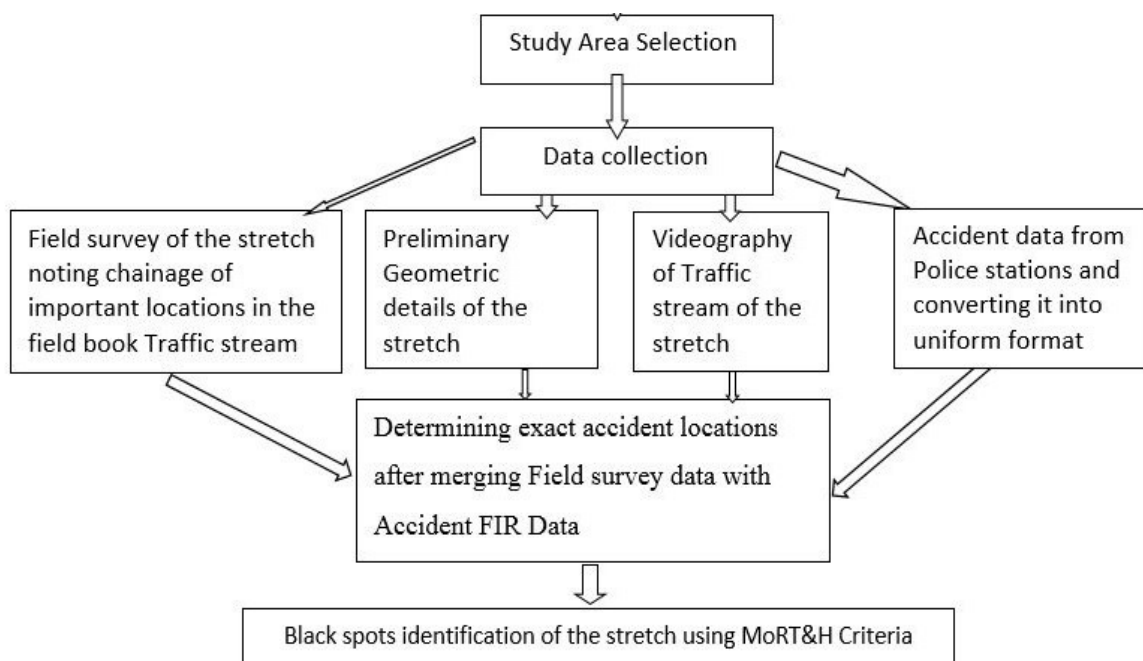 Study Area Selection
Data collection
Field survey of the stretch
noting chainage of
important locations in the
field book Traffic stream
Preliminary
Geometric
details of the
stretch
Videography
of Traffic
stream of the
stretch
Accident data from
Police stations and
converting it into
uniform format
Determining exact accident locations
after merging Field survey data with
Accident FIR Data
Black spots identification of the stretch using MoRT&H Criteria